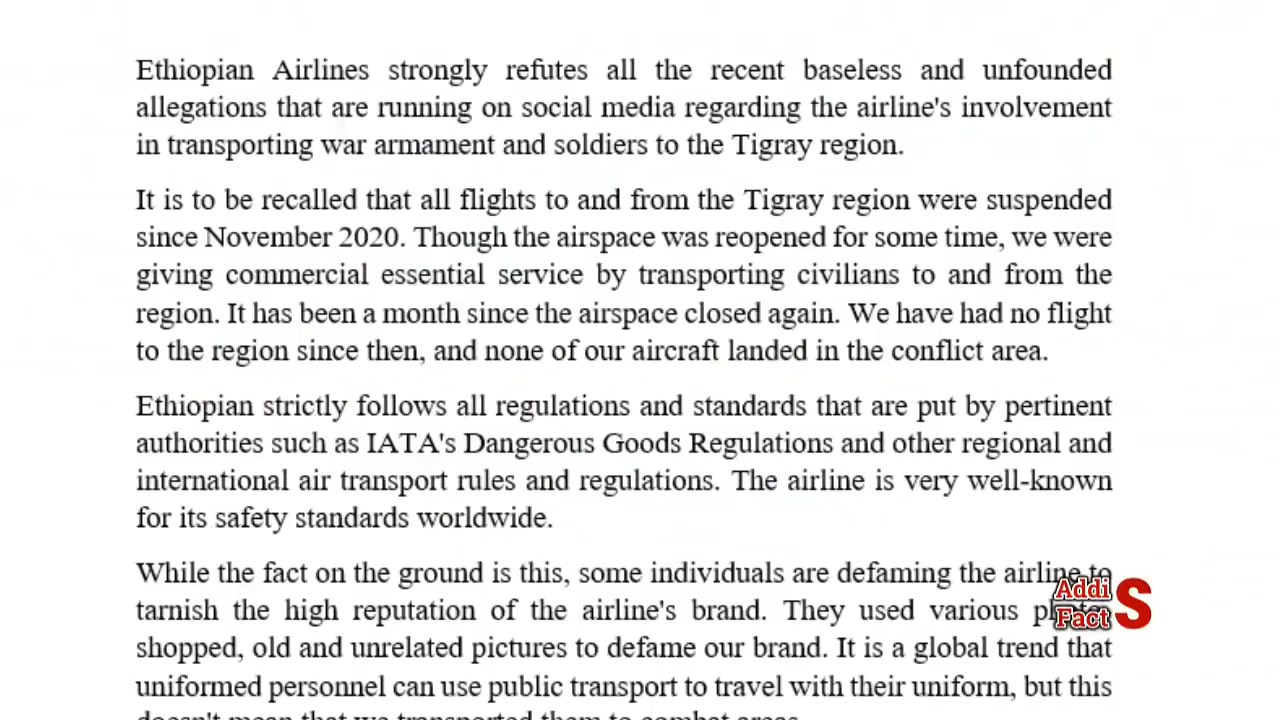 Ethiopian Airlines strongly refutes all the recent baseless and unfounded
allegations that are running on social media regarding the airline's involvement
in transporting war armament and soldiers to the Tigray region.
It is to be recalled that all flights to and from the Tigray region were suspended
since November 2020. Though the airspace was reopened for some time, we were
giving commercial essential service by transporting civilians to and from the
region. It has been a month since the airspace closed again. We have had no flight
to the region since then, and none of our aircraft landed in the conflict area.
Ethiopian strictly follows all regulations and standards that are put by pertinent
authorities such as IATA's Dangerous Goods Regulations and other regional and
international air transport rules and regulations. The airline is very well-known
for its safety standards worldwide.
While the fact on the ground is this, some individuals are defaming the airline to
tarnish the high reputation of the airline's brand. They used various
shopped, old and unrelated pictures to defame our brand. It is a global trend that
uniformed personnel can use public transport to travel with their uniform, but this
doesn't mean that we transported them to combat areas.
Addi
Fact S